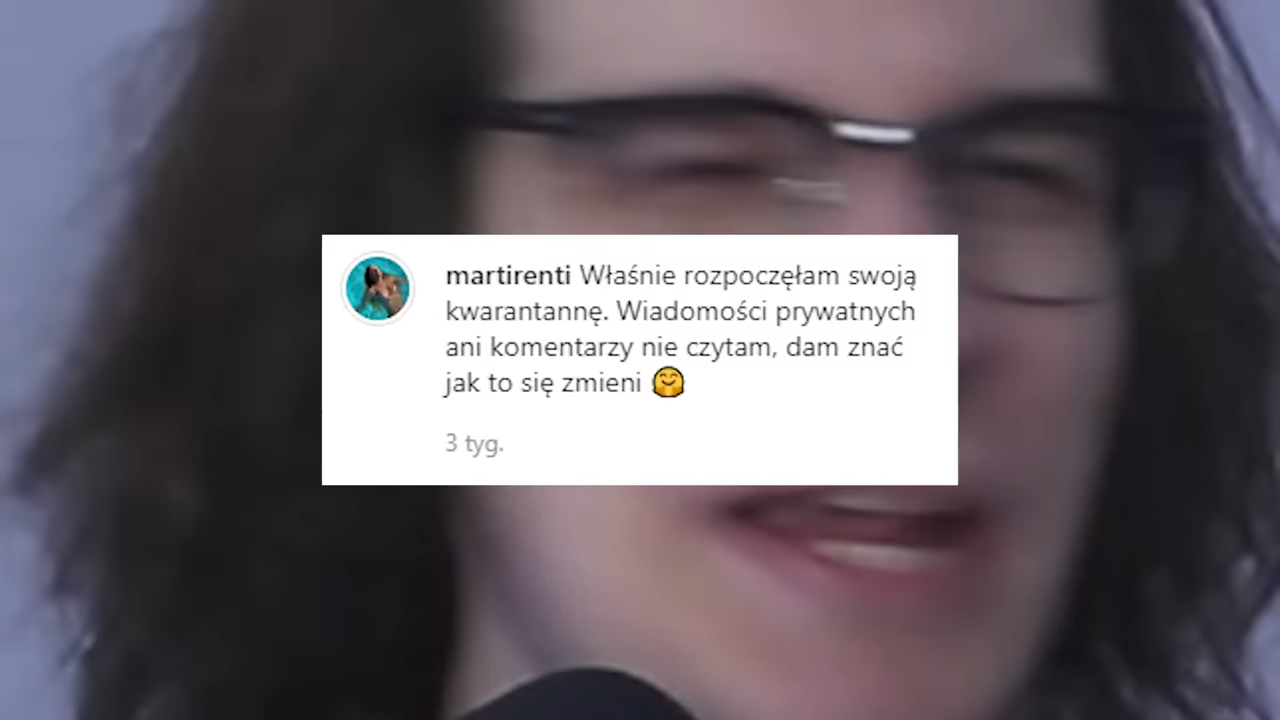 martirenti Właśnie rozpoczęłam swoją
kwarantannę. Wiadomości prywatnych
ani komentarzy nie czytam, dam znać
jak to się zmieni 🤗
3 tyg.